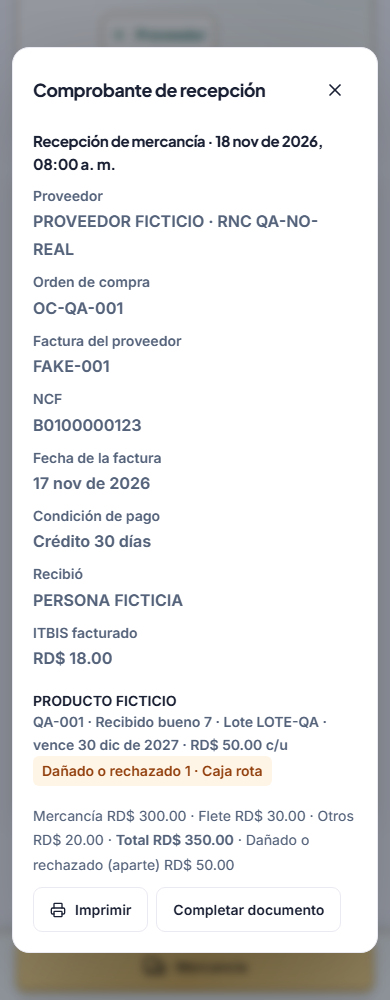 Proveedor
Comprobante de recepción
Recepción de mercancía · 18 nov de 2026,
08:00 a. m.
Proveedor
PROVEEDOR FICTICIO · RNC QA-NO-
REAL
Orden de compra
OC-QA-001
Factura del proveedor
FAKE-001
NCF
B0100000123
Fecha de la factura
17 nov de 2026
Condición de pago
Crédito 30 días
Recibió
PERSONA FICTICIA
ITBIS facturado
RD$ 18.00
PRODUCTO FICTICIO
QA-001 · Recibido bueno 7 · Lote LOTE-QA ·
vence 30 dic de 2027 · RD$ 50.00 c/u
Dañado o rechazado 1 · Caja rota
Mercancía RD$ 300.00 · Flete RD$ 30.00 · Otros
RD$ 20.00 · Total RD$ 350.00 · Dañado o
rechazado (aparte) RD$ 50.00
Imprimir
Completar documento
Mercancía